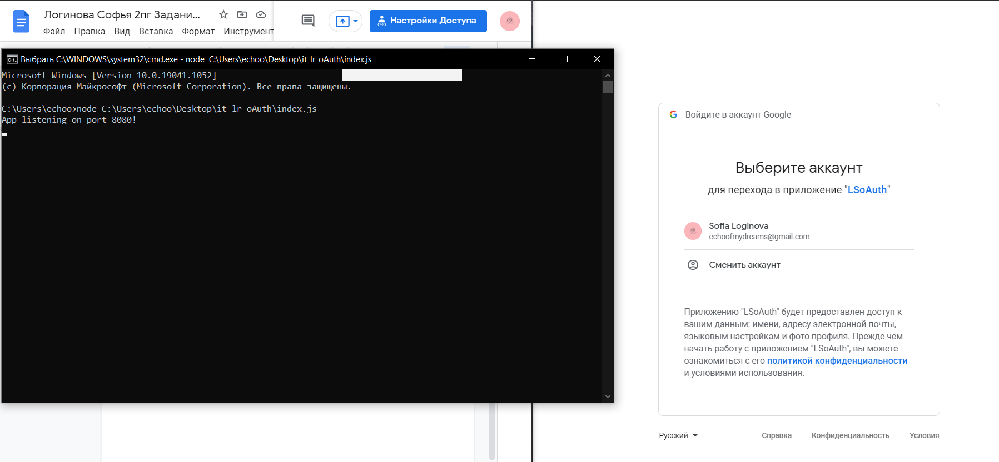 Логинова Софья 2пг Задани...
Файл Правка Вид Вставка Формат Инструмент
Настройки Доступа
Выбрать C:\WINDOWS\system32\cmd.exe - node C:\Users\echoo\Desktop\it_lr_oAuth\index.js
Microsoft Windows [Version 10.0.19041.1052]
(c) Корпорация Майкрософт (Microsoft Corporation). Все права защищены.
C:\Users\echoo>node C:\Users\echoo\Desktop\it_lr_oAuth\index.js
App listening on port 8080!
Войдите в аккаунт Google
Выберите аккаунт
для перехода в приложение "LSoAuth"
Sofia Loginova
echoofmydreams@gmail.com
Сменить аккаунт
Приложению "LSoAuth" будет предоставлен доступ к
вашим данным: имени, адресу электронной почты,
языковым настройкам и фото профиля. Прежде чем
начать работу с приложением "LSoAuth", вы можете
ознакомиться с его политикой конфиденциальности
и условиями использования.
Русский
Справка Конфиденциальность Условия